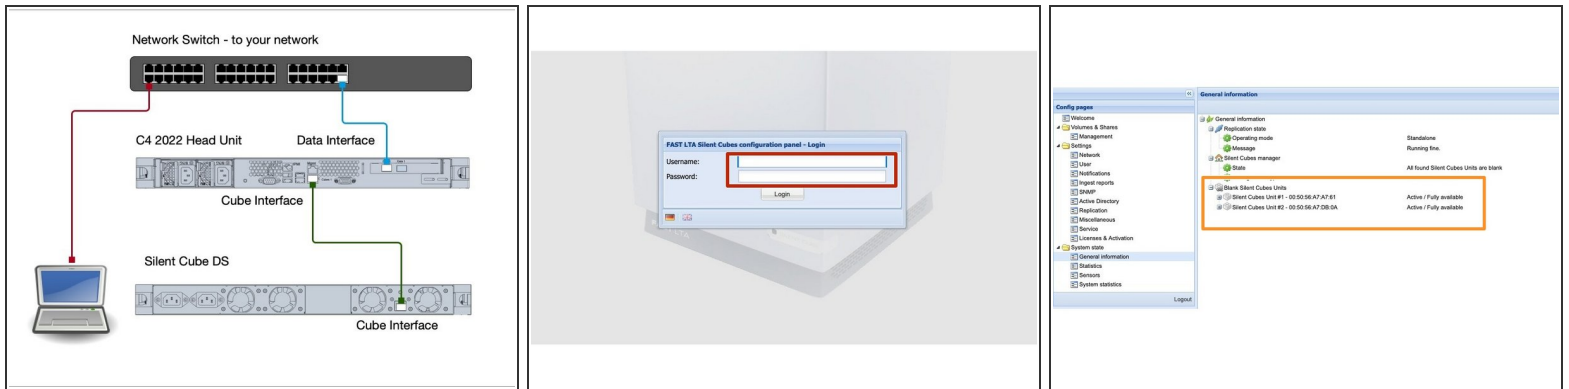 Network Switch - to your network
C4 2022 Head Unit
Data Interface
Cube Interface
Silent Cube DS
Cube Interface
FAST LTA Silent Cubes configuration panel - Login
Username:
Password:
Login
General information
Config pages
Welcome
Volumes & Shares
Management
Settings
Network
User
Notifications
Ingest reports
SNMP
Active Directory
Replication
Miscellaneous
Service
Licenses & Activation
System state
General information
Statistics
Sensors
System statistics
Logout
General information
Replication state
Operating mode Standalone
Message Running fine.
Silent Cubes manager
State All found Silent Cubes Units are blank
Blank Silent Cubes Units
Silent Cubes Unit #1 - 00:50:56:A7:A7:61 Active / Fully available
Silent Cubes Unit #2 - 00:50:56:A7:DB:0A Active / Fully available